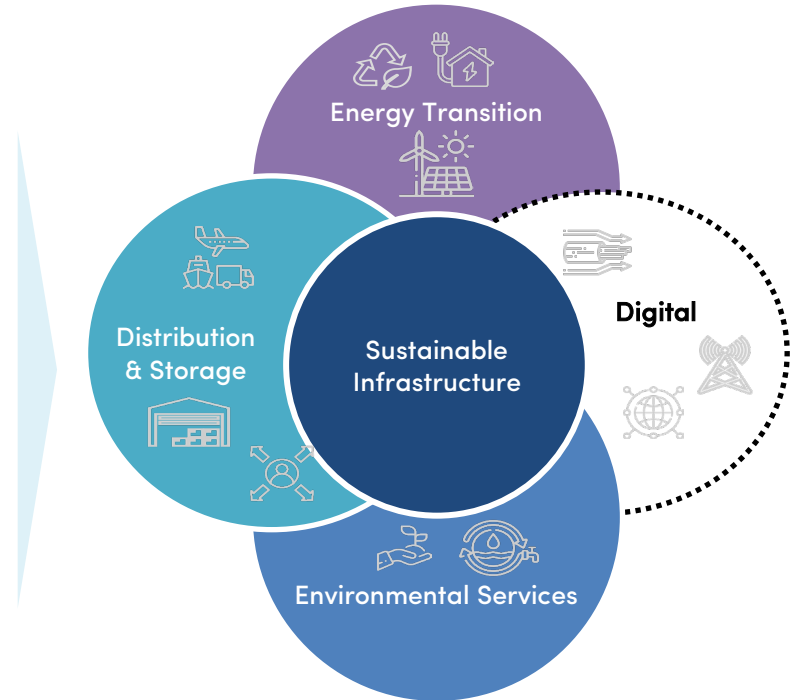 Energy Transition
Digital
Distribution
& Storage
Sustainable
Infrastructure
Environmental Services